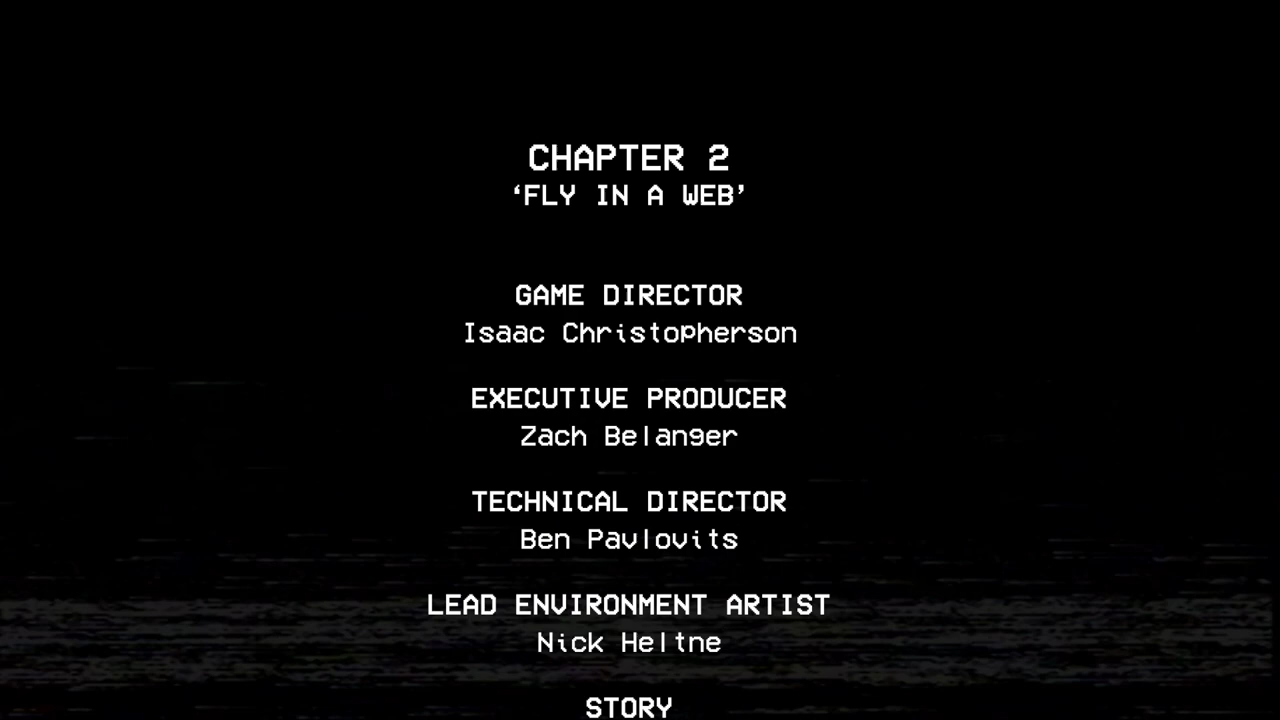 CHAPTER 2
‘FLY IN A WEB’
GAME DIRECTOR
Isaac Christopherson
EXECUTIVE PRODUCER
Zach Belanger
TECHNICAL DIRECTOR
Ben Pavlovits
LEAD ENVIRONMENT ARTIST
Nick Heltne
STORY